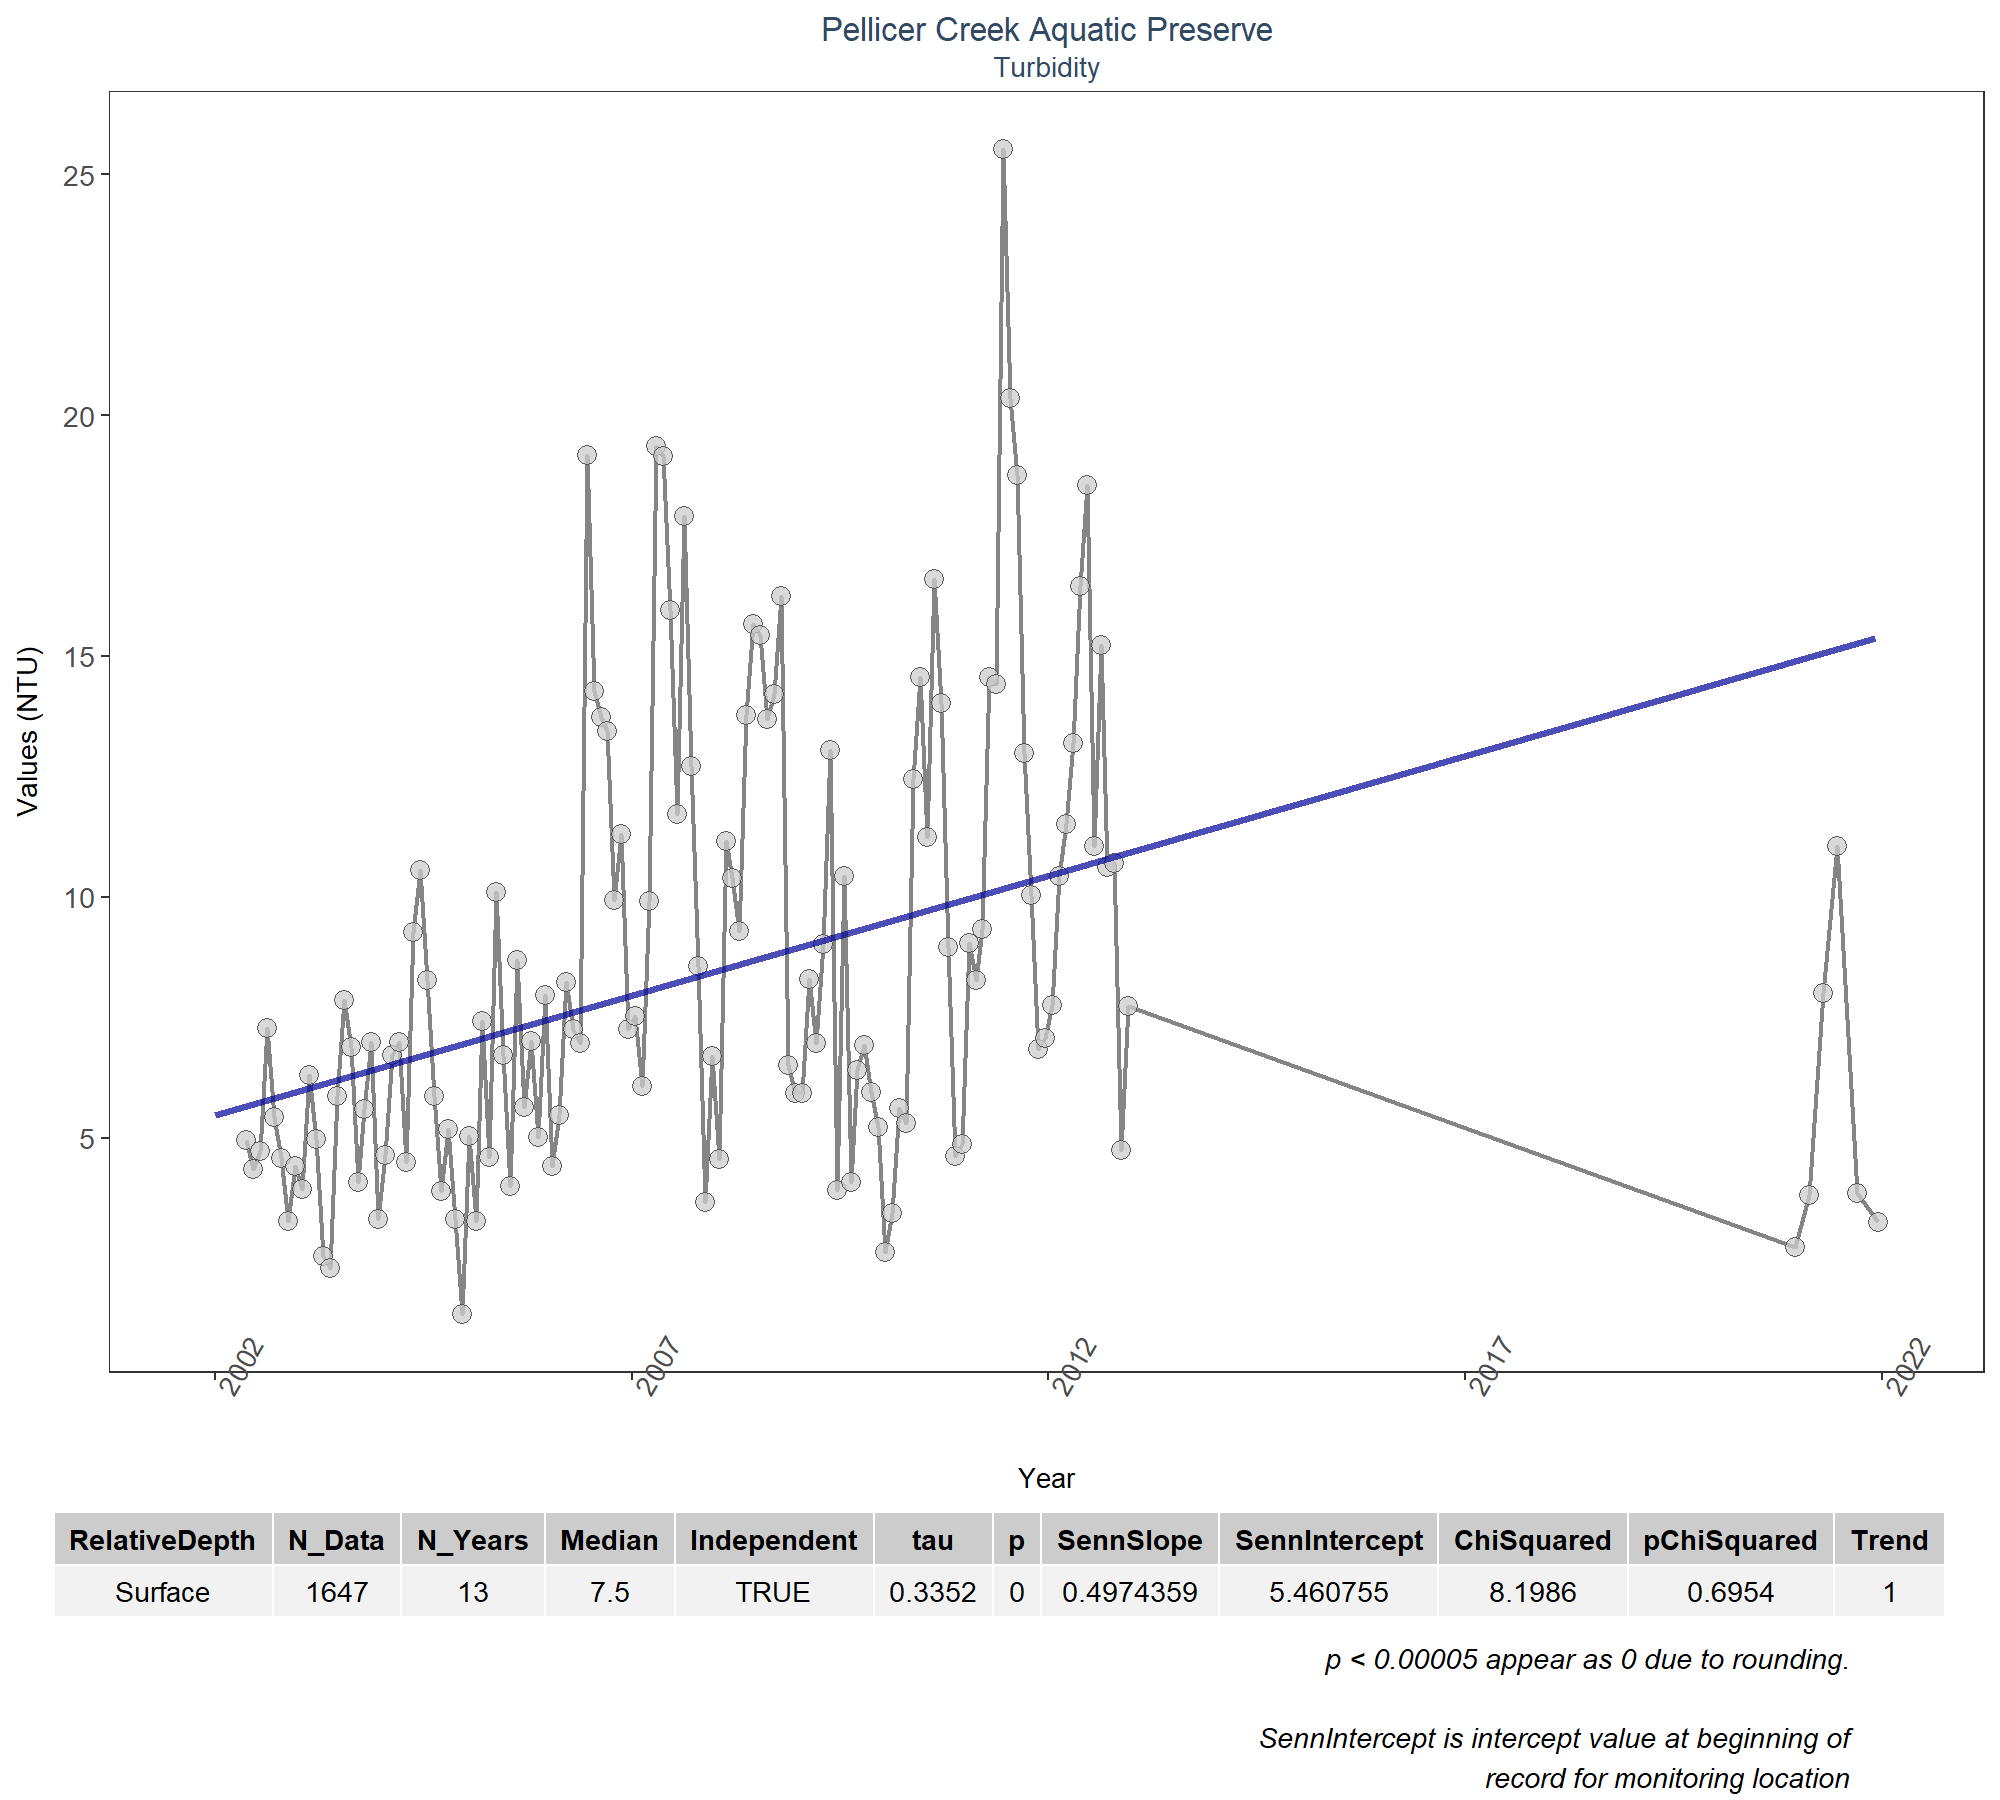 Pellicer Creek Aquatic Preserve
Turbidity
Values (NTU)
25
20
15
10
5
2002 2007 2012 2017 2022
Year
RelativeDepth N_Data N_Years Median Independent tau p SennSlope SennIntercept ChiSquared pChiSquared Trend
Surface 1647 13 7.5 TRUE 0.3352 0 0.4974359 5.460755 8.1986 0.6954 1
p < 0.00005 appear as 0 due to rounding.
SennIntercept is intercept value at beginning of
record for monitoring location